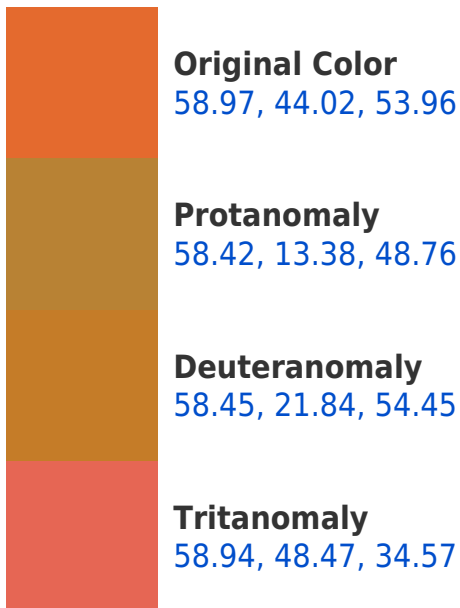 Original Color
58.97, 44.02, 53.96
Protanomaly
58.42, 13.38, 48.76
Deuteranomaly
58.45, 21.84, 54.45
Tritanomaly
58.94, 48.47, 34.57